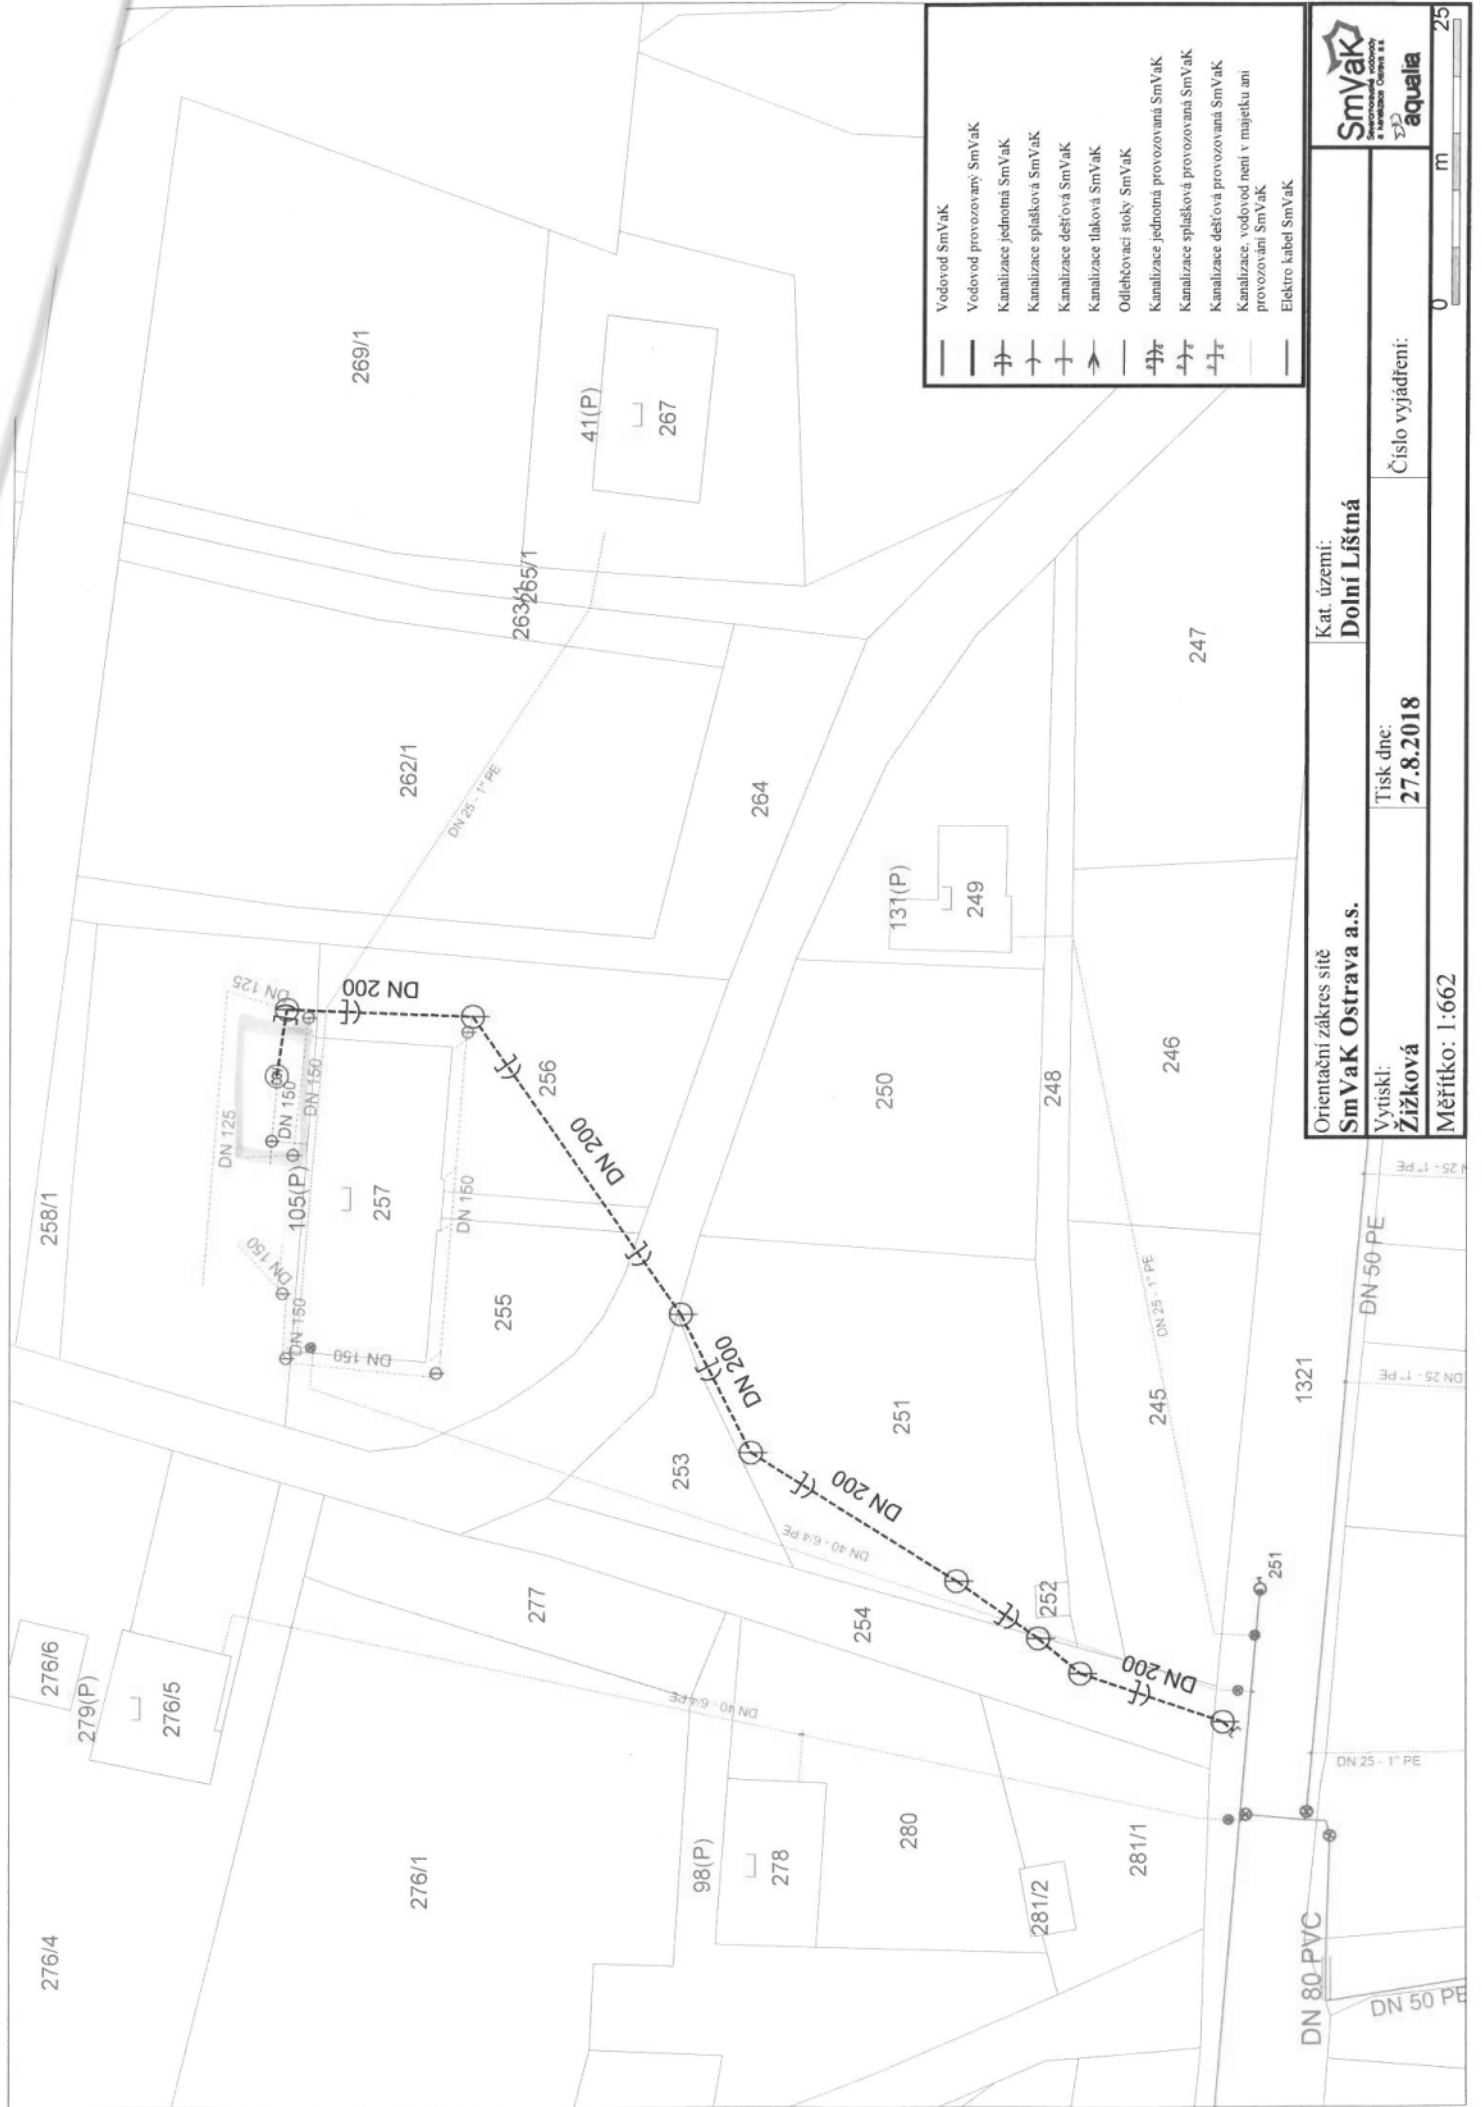 Vodovod SmVaK
Vodovod provozovaný SmVaK
Kanalizace jednotná SmVaK
Kanalizace splašková SmVaK
Kanalizace dešťová SmVaK
Kanalizace tlaková SmVaK
Odlehčovací stoky SmVaK
Kanalizace jednotná provozovaná SmVaK
Kanalizace splašková provozovaná SmVaK
Kanalizace dešťová provozovaná SmVaK
Kanalizace, vodovod není v majetku ani
provozování SmVaK
Elektro kabel SmVaK
Orientační zákres sítě
SmVaK Ostrava a.s.
Kat. území:
Dolní Líštná
SmVaK
Severomoravské vodovody
a kanalizace Ostrava a.s.
aqualia
Vytiskl:
Žižková
Tisk dne:
27.8.2018
Číslo vyjádření:
Měřítko: 1:662
0
m
25
276/4
276/6
279(P)
276/5
276/1
277
98(P)
278
280
281/2
281/1
254
252
253
251
255
256
257
105(P)
258/1
262/1
263/1
265/1
269/1
41(P)
267
264
131(P)
249
250
248
247
246
245
1321
251
DN 125
DN 125
DN 150
DN 150
DN 150
DN 150
DN 150
DN 150
DN 200
DN 200
DN 200
DN 200
DN 200
DN 25 - 1" PE
DN 25 - 1" PE
DN 25 - 1" PE
DN 25 - 1" PE
N 25 - 1" PE
DN 40 - 6/4 PE
DN 40 - 6/4 PE
DN 50 PE
DN 50 PE
DN 80 PVC